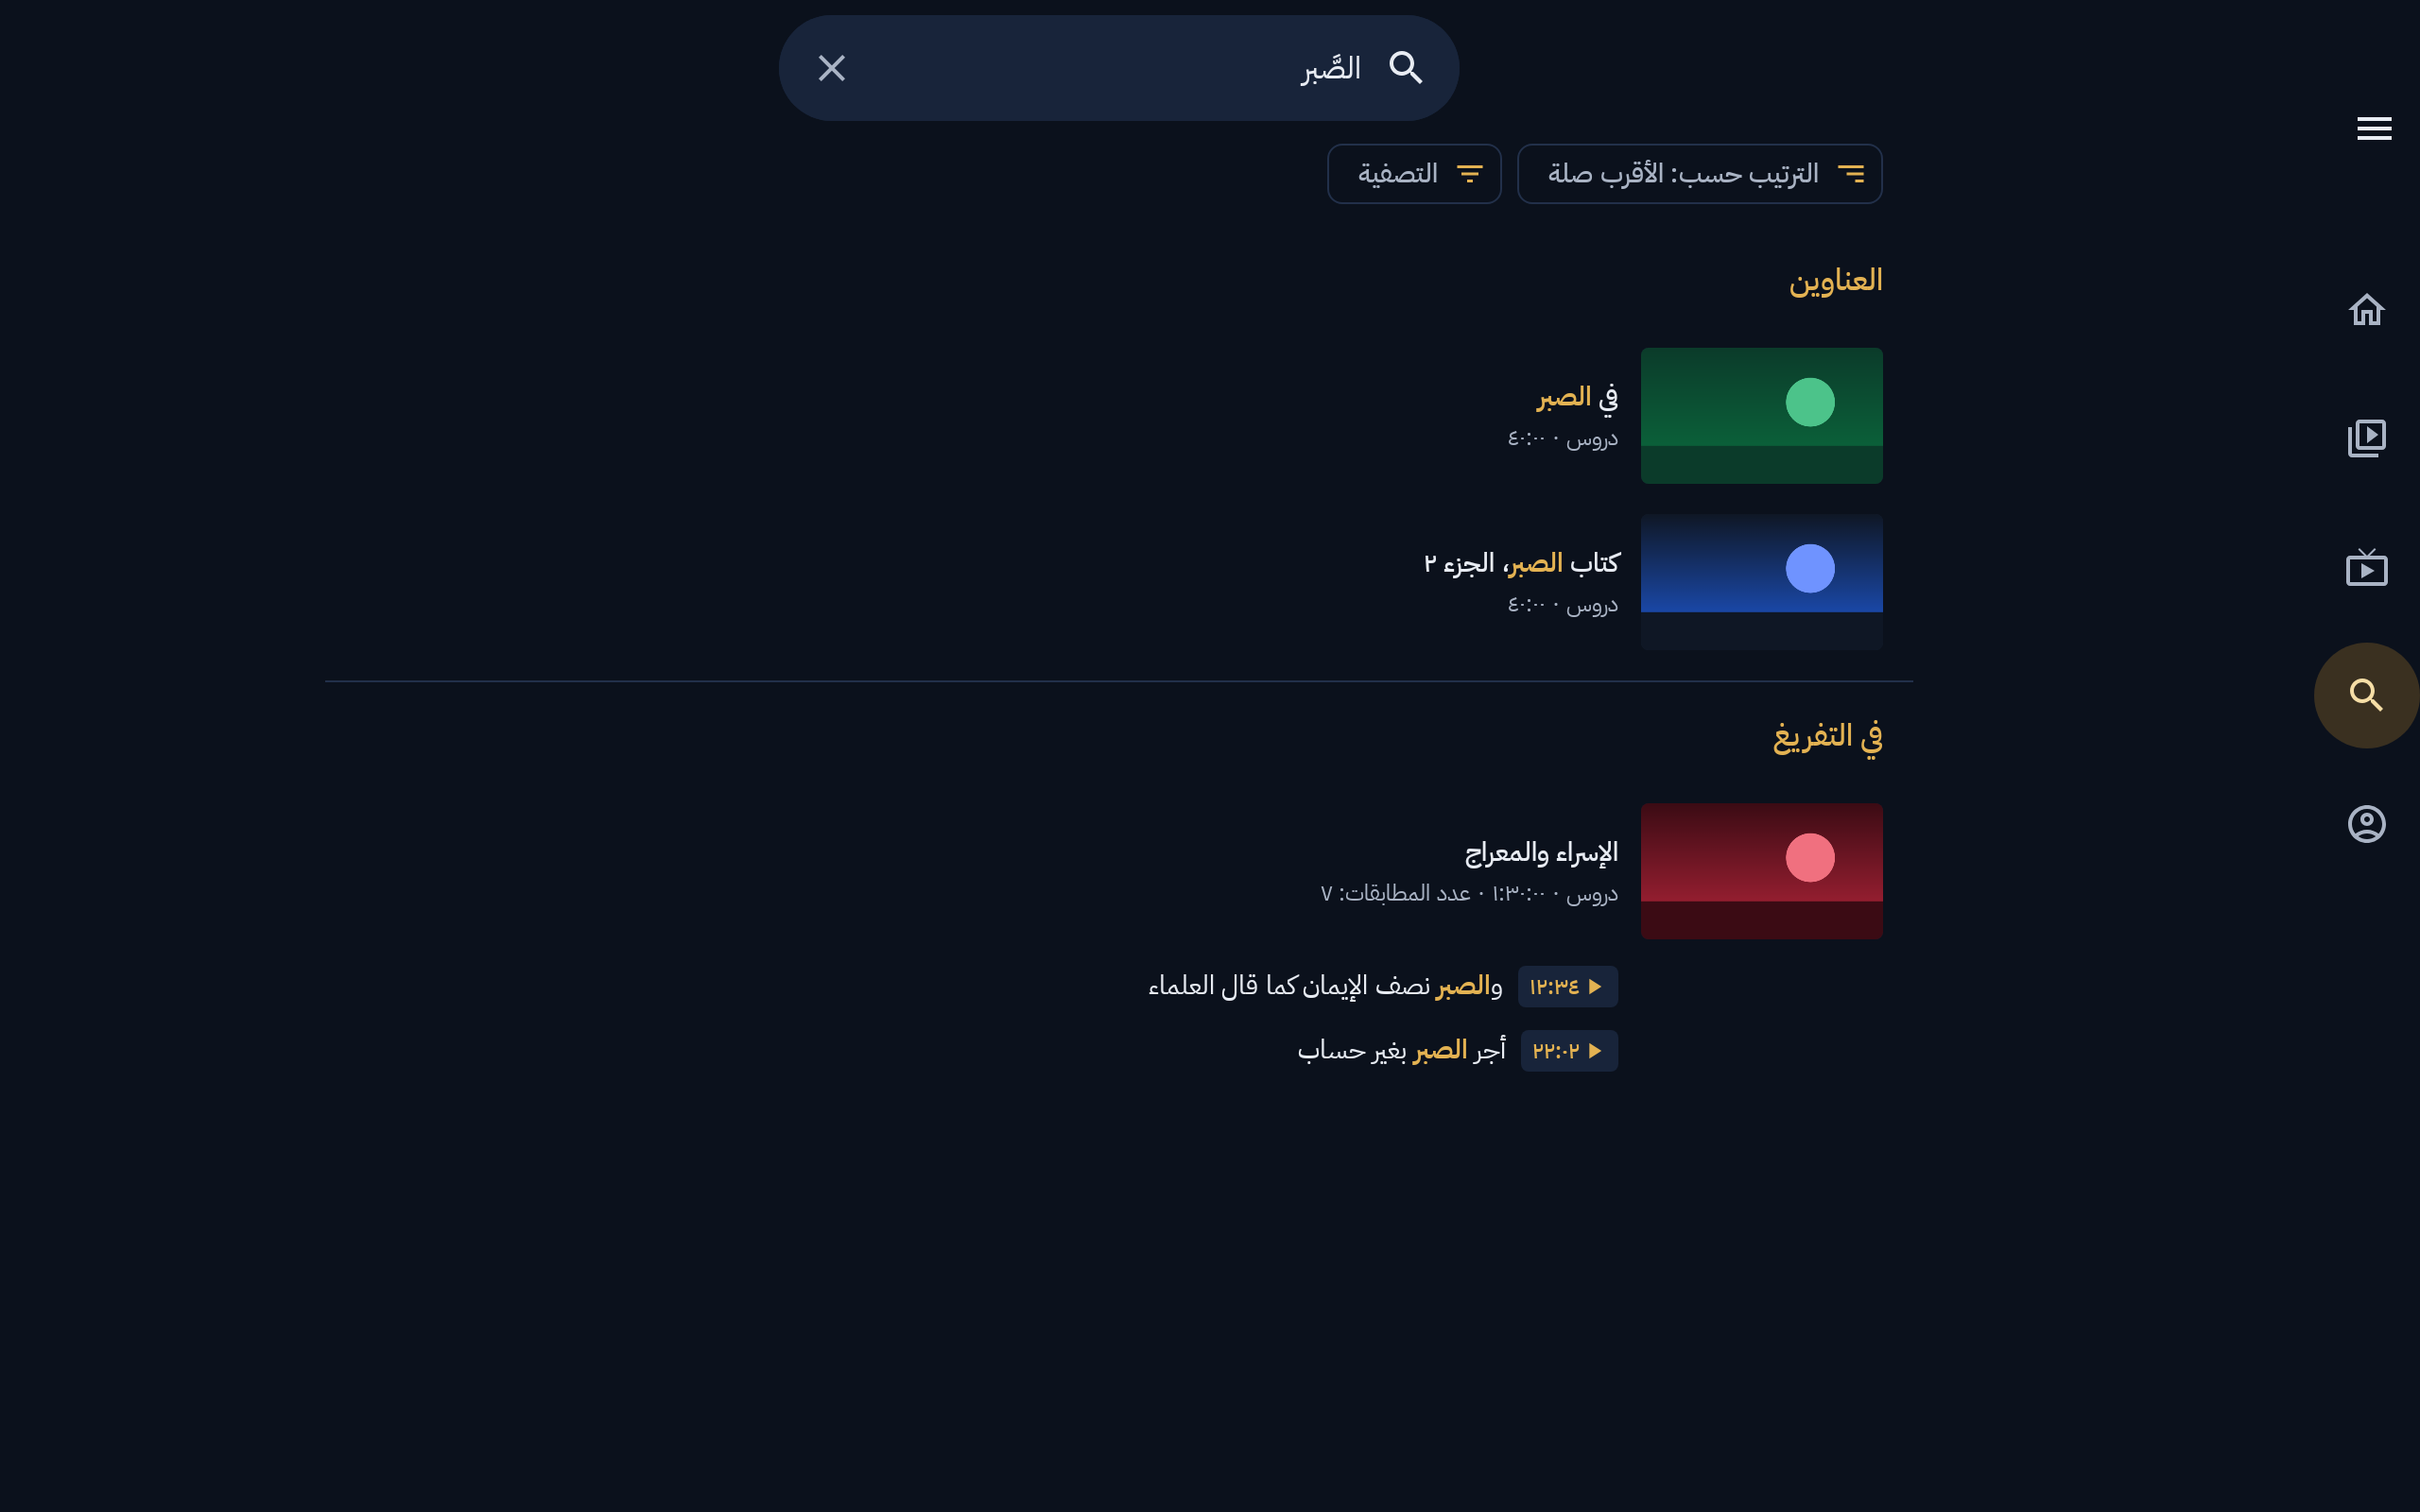 الصَّبر
الترتيب حسب: الأقرب صلة
التصفية
العناوين
في الصبر
دروس · ٤٠:٠٠
كتاب الصبر، الجزء ٢
دروس · ٤٠:٠٠
في التفريغ
الإسراء والمعراج
دروس · ١:٣٠:٠٠ · عدد المطابقات: ٧
١٢:٣٤ والصبر نصف الإيمان كما قال العلماء
٢٢:٠٢ أجر الصبر بغير حساب